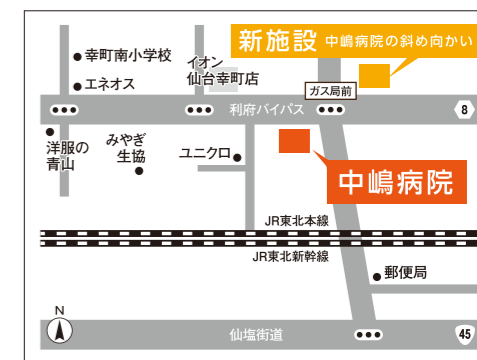 新施設 中嶋病院の斜め向かい
幸町南小学校
イオン
仙台幸町店
エネオス
ガス局前
利府バイパス
8
洋服の
青山
みやぎ
生協
ユニクロ
中嶋病院
JR東北本線
JR東北新幹線
郵便局
N
仙塩街道
45